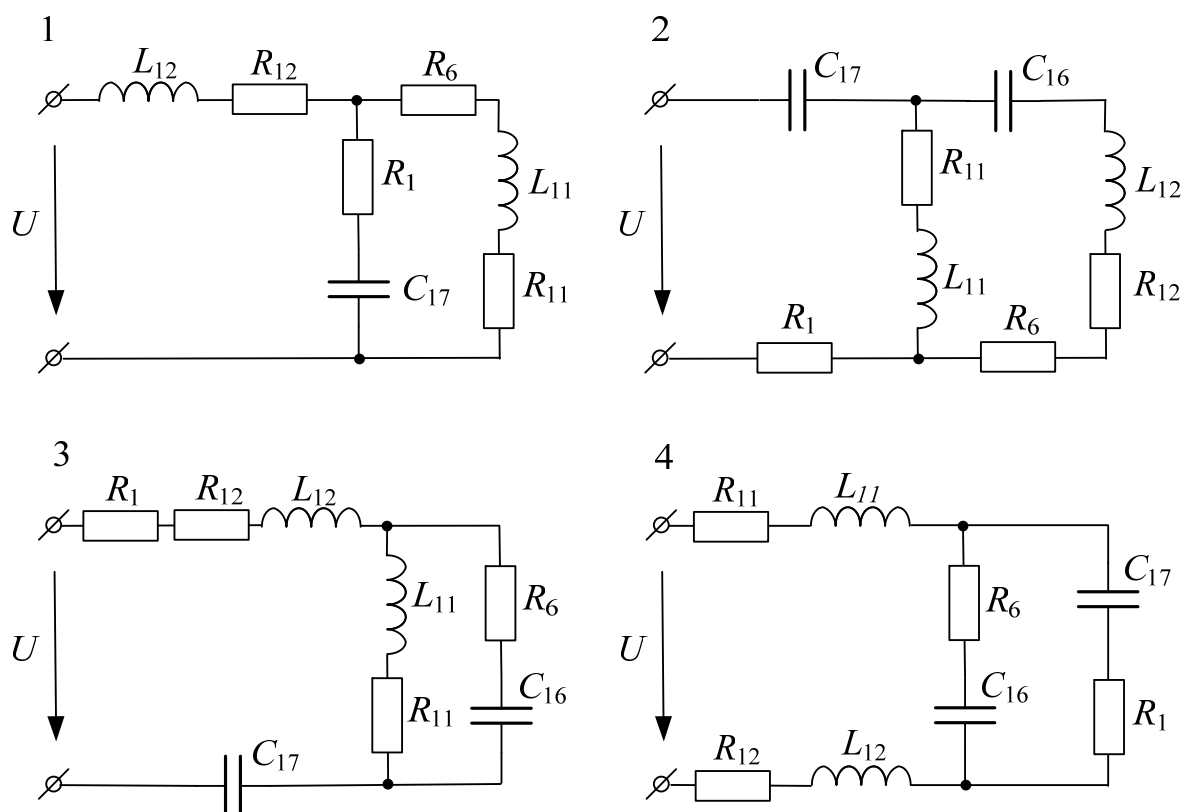 1
L12 R12 R6
R1 L11
U
C17 R11
2
C17 C16
R11 L12
U
L11 R12
R1 R6
3
R1 R12 L12
L11 R6
U
R11 C16
C17
4
R11 L11
C17
R6
U
C16 R1
R12 L12